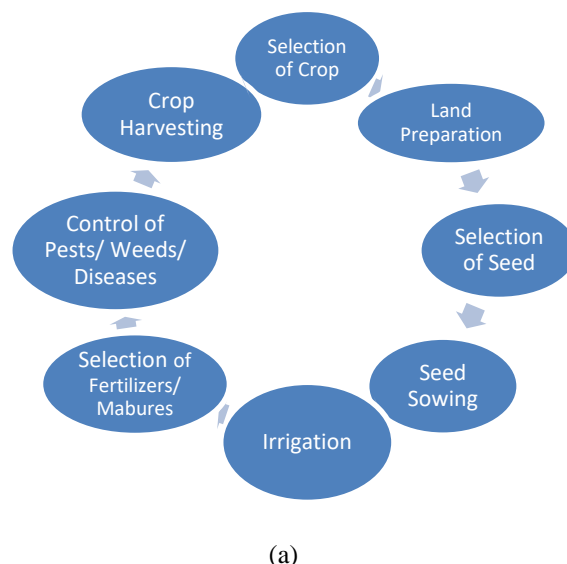 Selection
of Crop
Land
Preparation
Selection
of Seed
Seed
Sowing
Irrigation
Selection of
Fertilizers/
Mabures
Control of
Pests/ Weeds/
Diseases
Crop
Harvesting
(a)